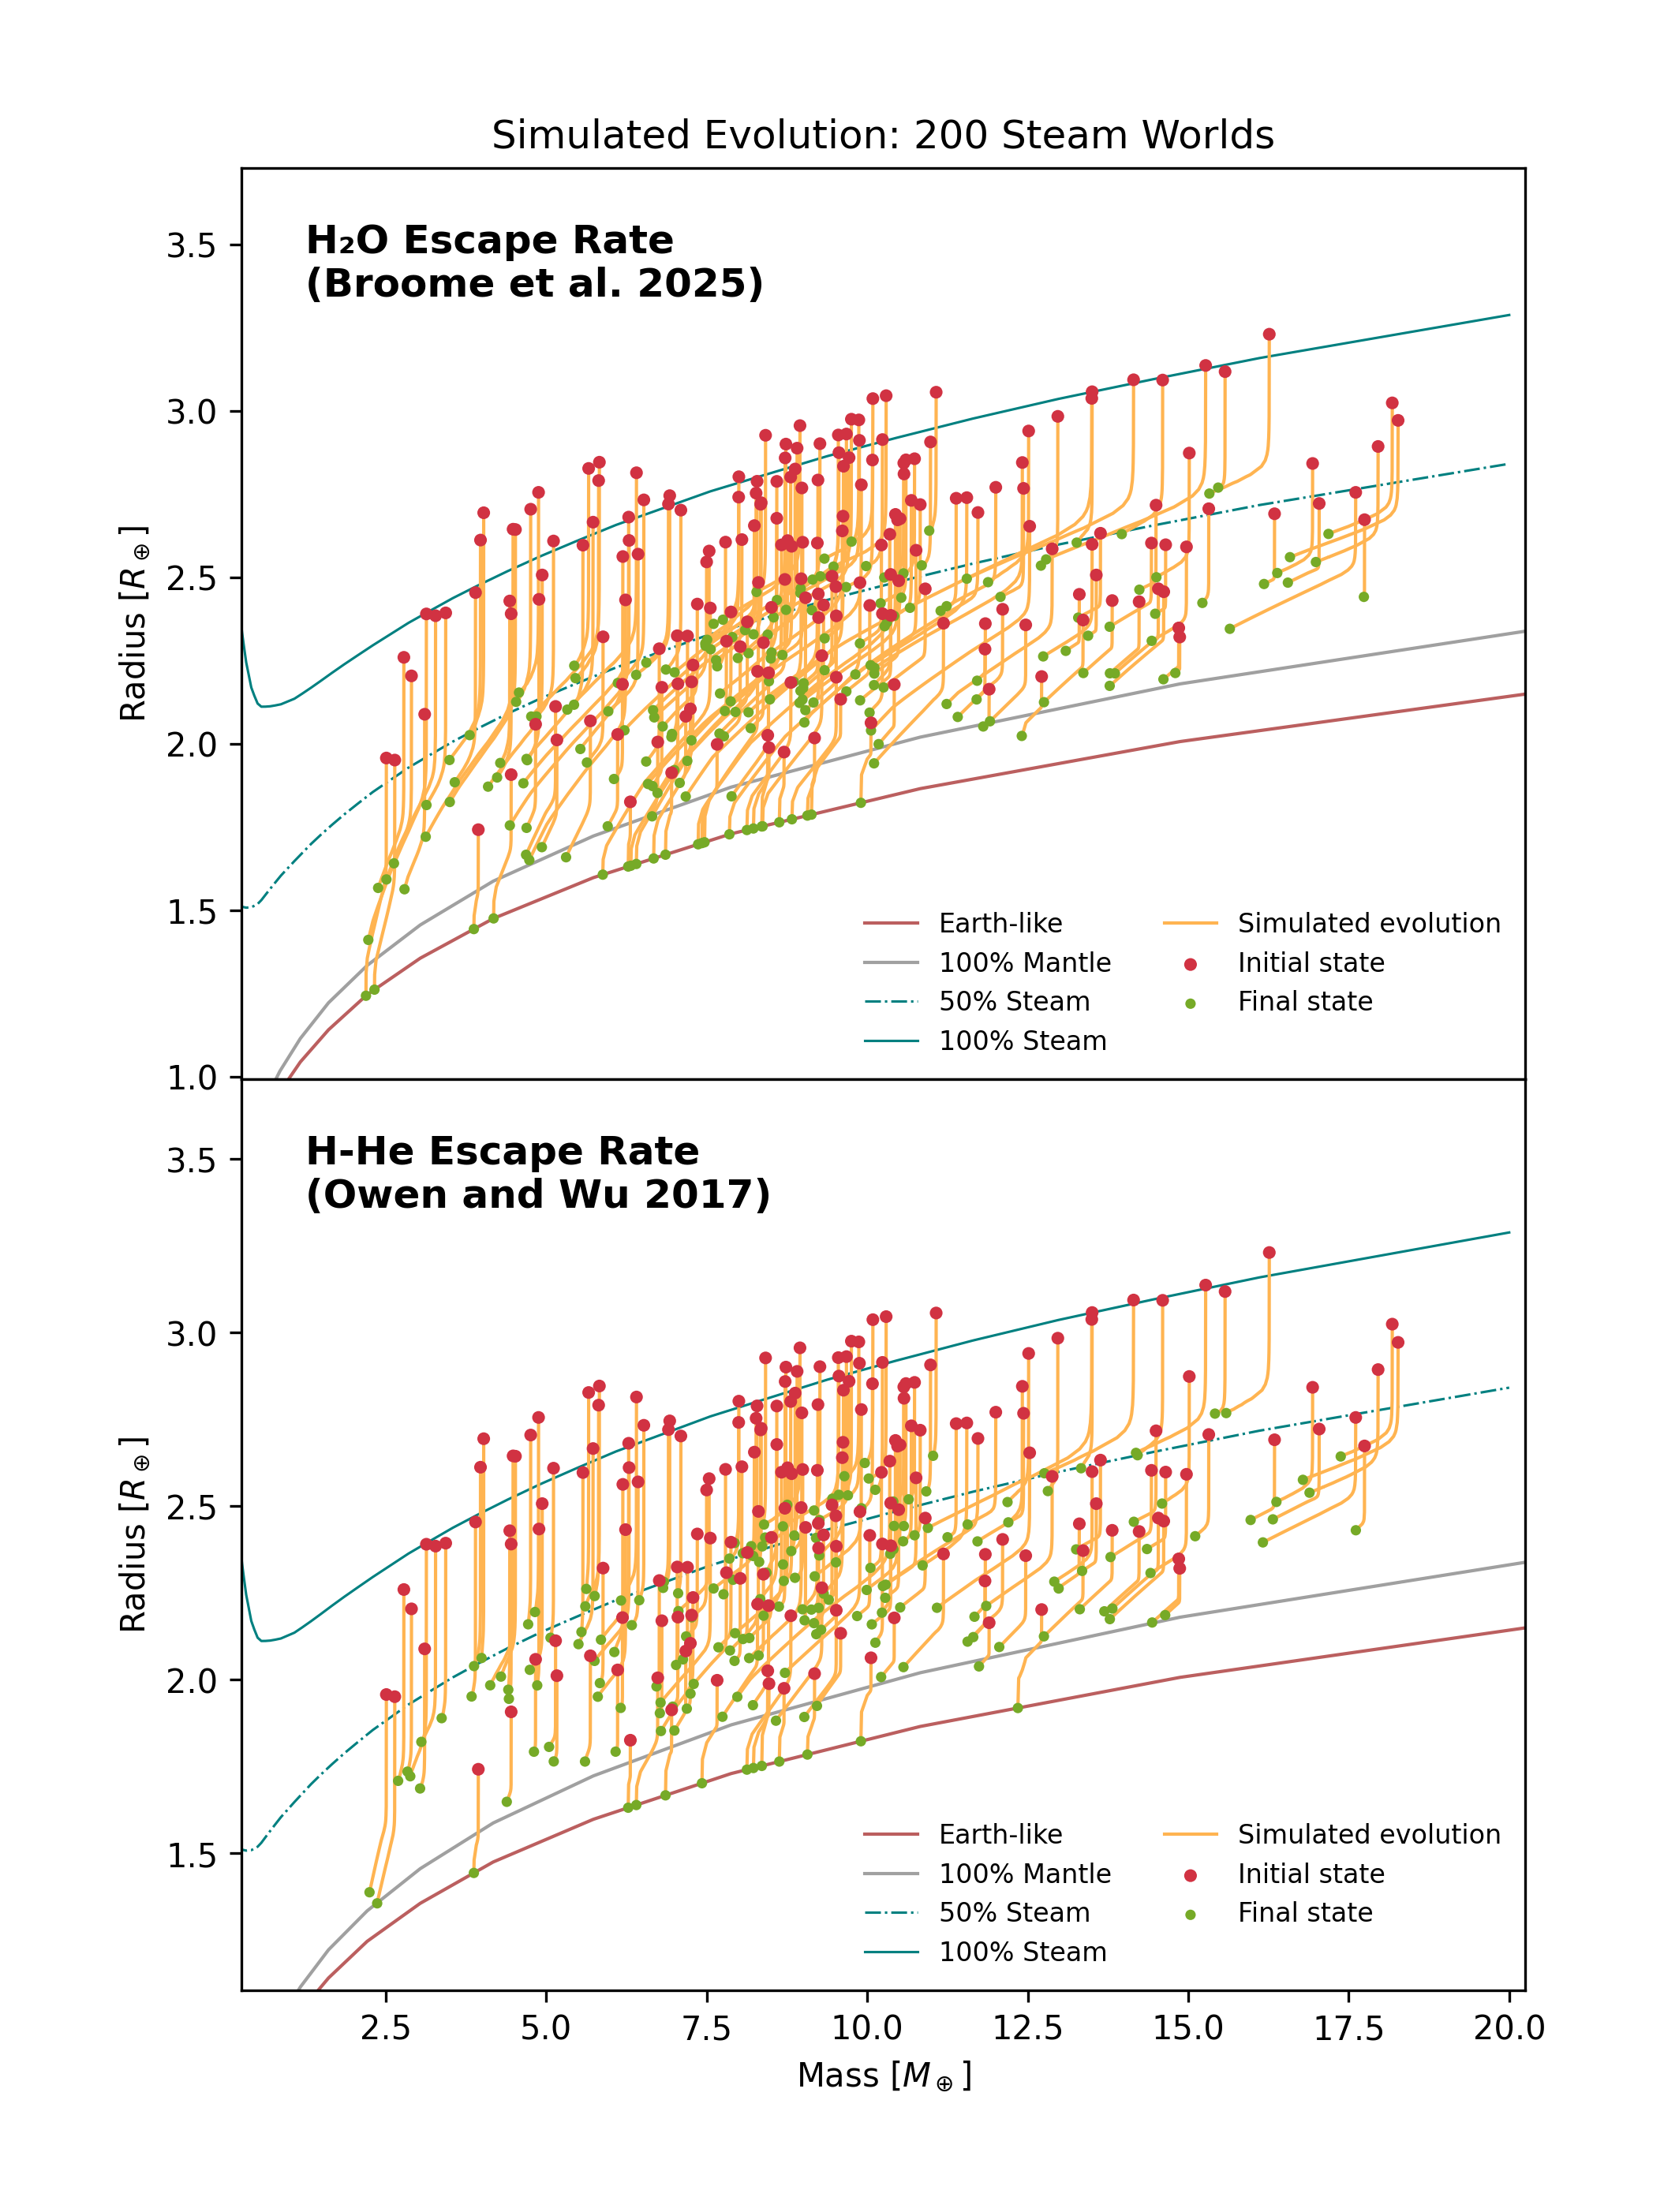 Simulated Evolution: 200 Steam Worlds
H₂O Escape Rate
(Broome et al. 2025)
3.5
3.0
2.5
2.0
1.5
1.0
Radius [R⊕]
Earth-like
100% Mantle
50% Steam
100% Steam
Simulated evolution
Initial state
Final state
H-He Escape Rate
(Owen and Wu 2017)
3.5
3.0
2.5
2.0
1.5
Radius [R⊕]
Earth-like
100% Mantle
50% Steam
100% Steam
Simulated evolution
Initial state
Final state
2.5 5.0 7.5 10.0 12.5 15.0 17.5 20.0
Mass [M⊕]